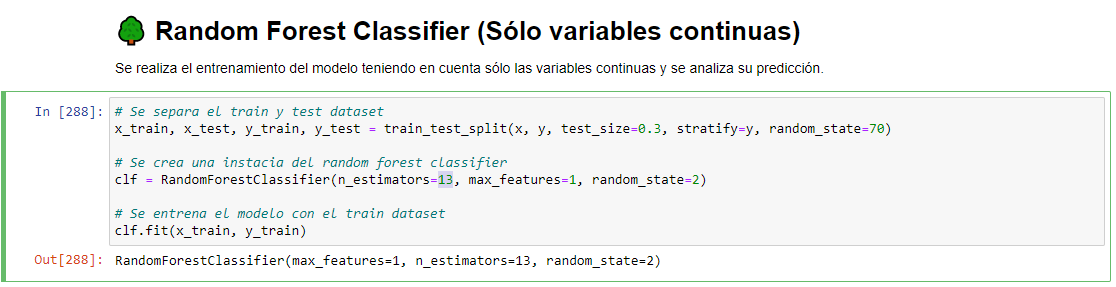 Random Forest Classifier (Sólo variables continuas)
Se realiza el entrenamiento del modelo teniendo en cuenta sólo las variables continuas y se analiza su predicción.
In [288]:
# Se separa el train y test dataset
x_train, x_test, y_train, y_test = train_test_split(x, y, test_size=0.3, stratify=y, random_state=70)
# Se crea una instacia del random forest classifier
clf = RandomForestClassifier(n_estimators=13, max_features=1, random_state=2)
# Se entrena el modelo con el train dataset
clf.fit(x_train, y_train)
Out[288]: RandomForestClassifier(max_features=1, n_estimators=13, random_state=2)